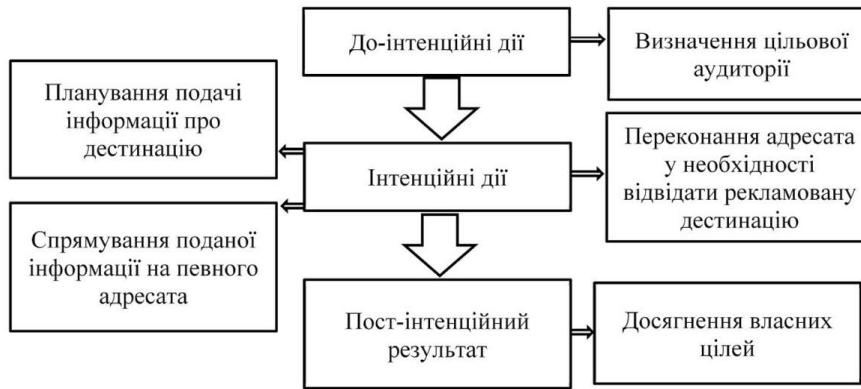 До-інтенційні дії
Визначення цільової
аудиторії
Планування подачі
інформації про
дестинацію
Інтенційні дії
Переконання адресата
у необхідності
відвідати рекламовану
дестинацію
Спрямування поданої
інформації на певного
адресата
Пост-інтенційний
результат
Досягнення власних
цілей